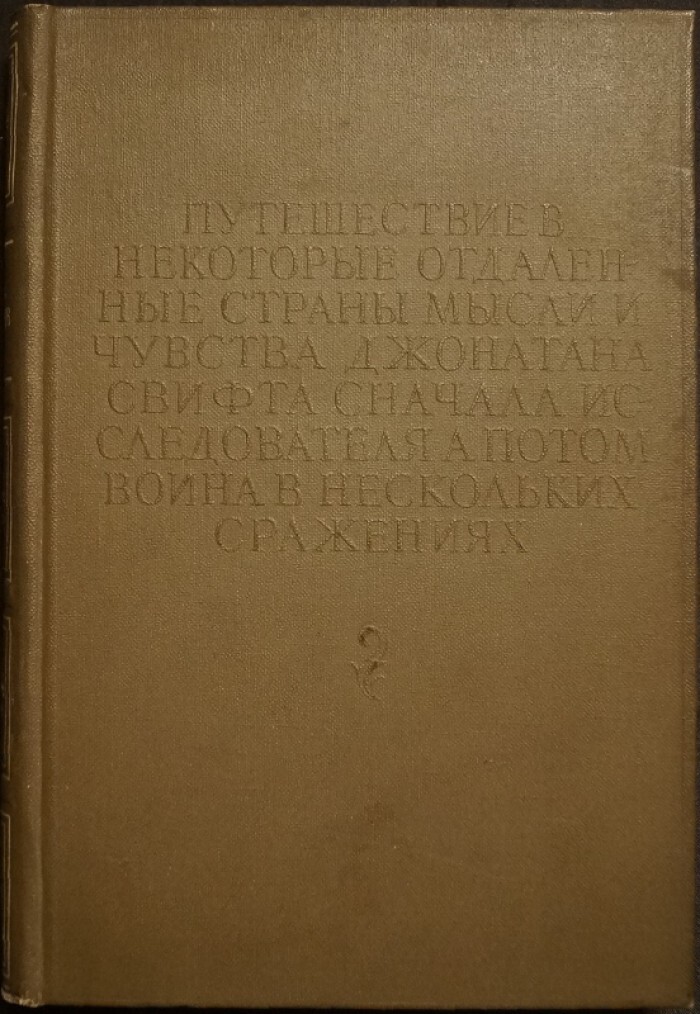 ПУТЕШЕСТВИЕ В
НЕКОТОРЫЕ ОТДАЛЕН-
НЫЕ СТРАНЫ МЫСЛИ И
ЧУВСТВА ДЖОНАТАНА
СВИФТА СНАЧАЛА ИС-
СЛЕДОВАТЕЛЯ А ПОТОМ
ВОИНА В НЕСКОЛЬКИХ
СРАЖЕНИЯХ